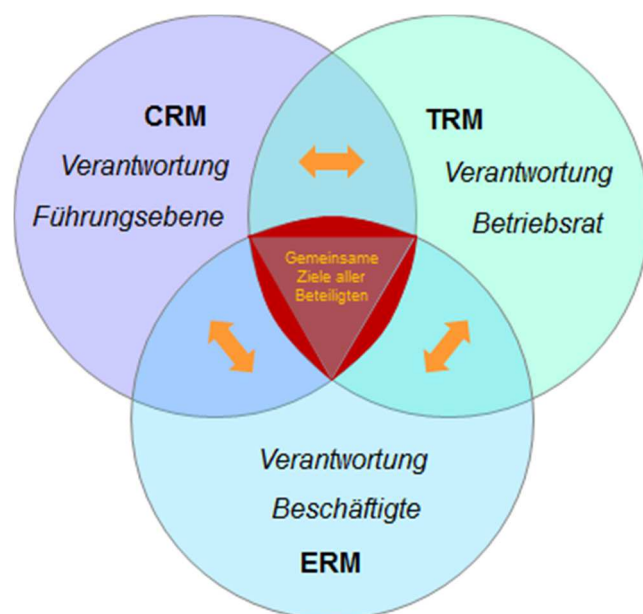 CRM
Verantwortung
Führungsebene
TRM
Verantwortung
Betriebsrat
Gemeinsame
Ziele aller
Beteiligten
Verantwortung
Beschäftigte
ERM